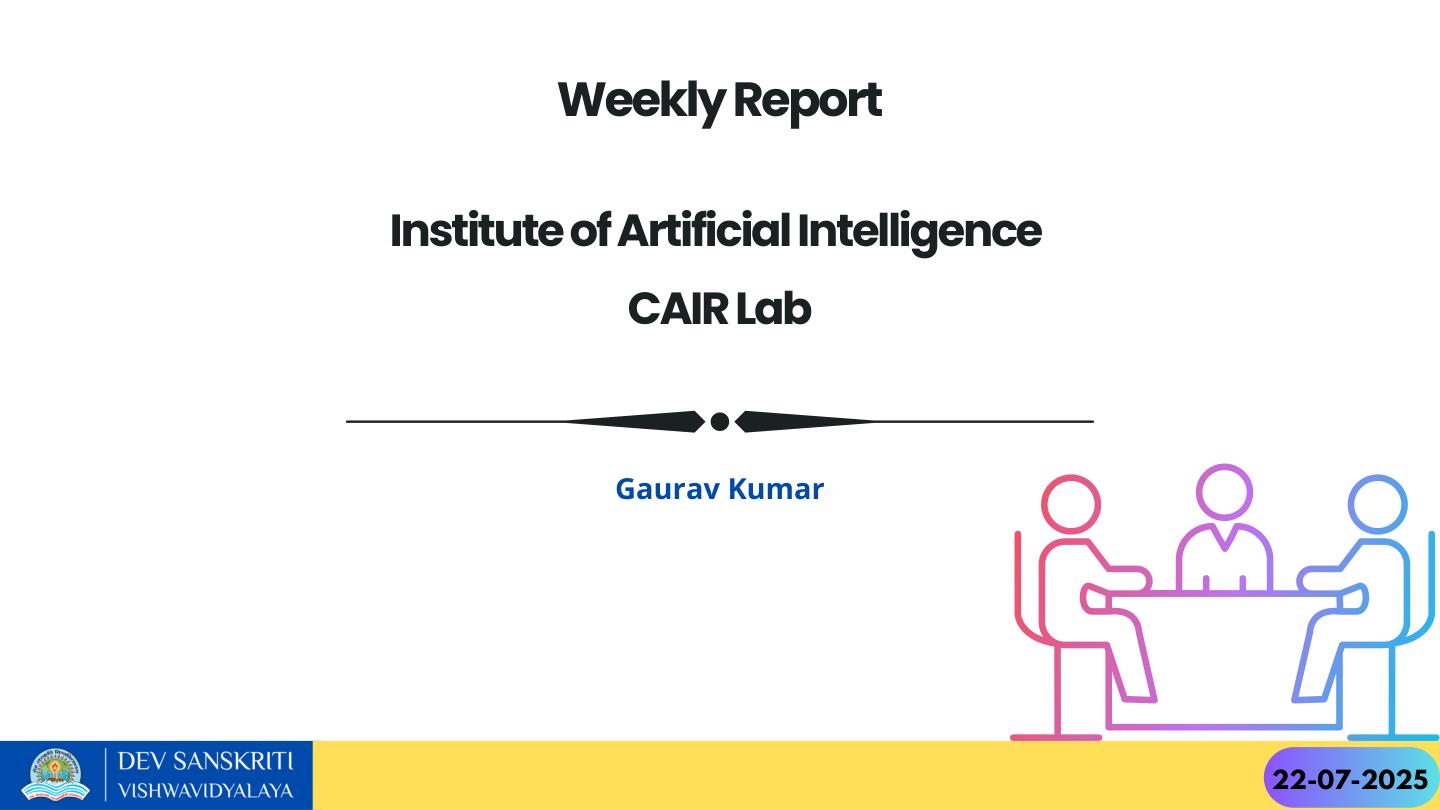 Weekly Report
Institute of Artificial Intelligence
CAIR Lab
Gaurav Kumar
DEV SANSKRITI
VISHWAVIDYALAYA
22-07-2025